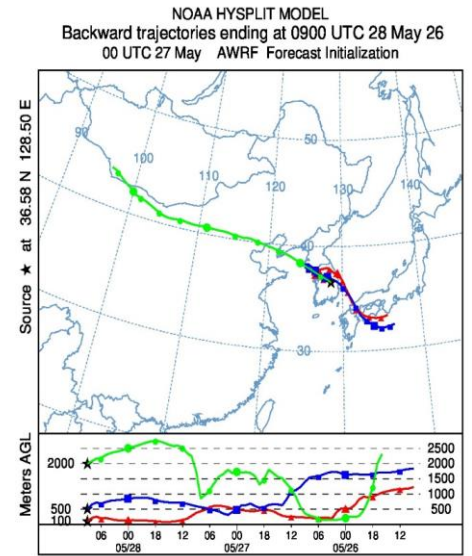 NOAA HYSPLIT MODEL
Backward trajectories ending at 0900 UTC 28 May 26
00 UTC 27 May AWRF Forecast Initialization
Source ★ at 36.58 N 128.50 E
90
100
110
120
130
140
50
40
30
Meters AGL
2000
500
100
2500
2000
1500
1000
500
06 00 18 12 06 00 18 12 06 00 18 12
05/28 05/27 05/26